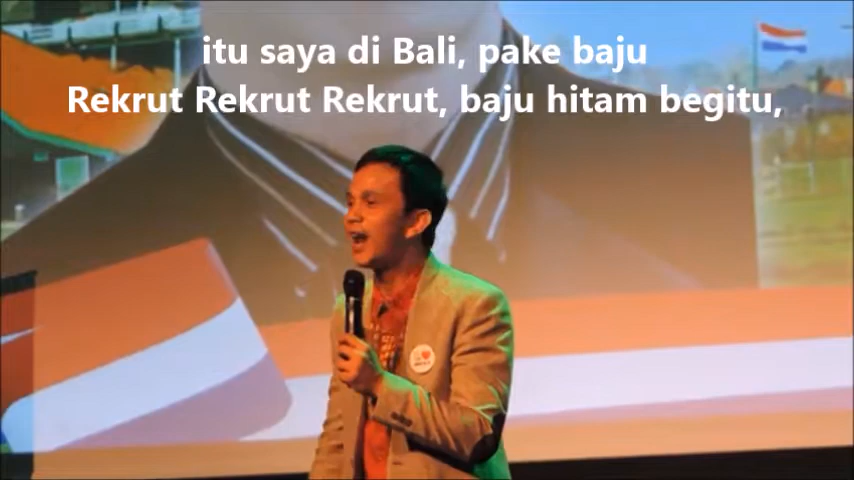 itu saya di Bali, pake baju
Rekrut Rekrut Rekrut, baju hitam begitu,